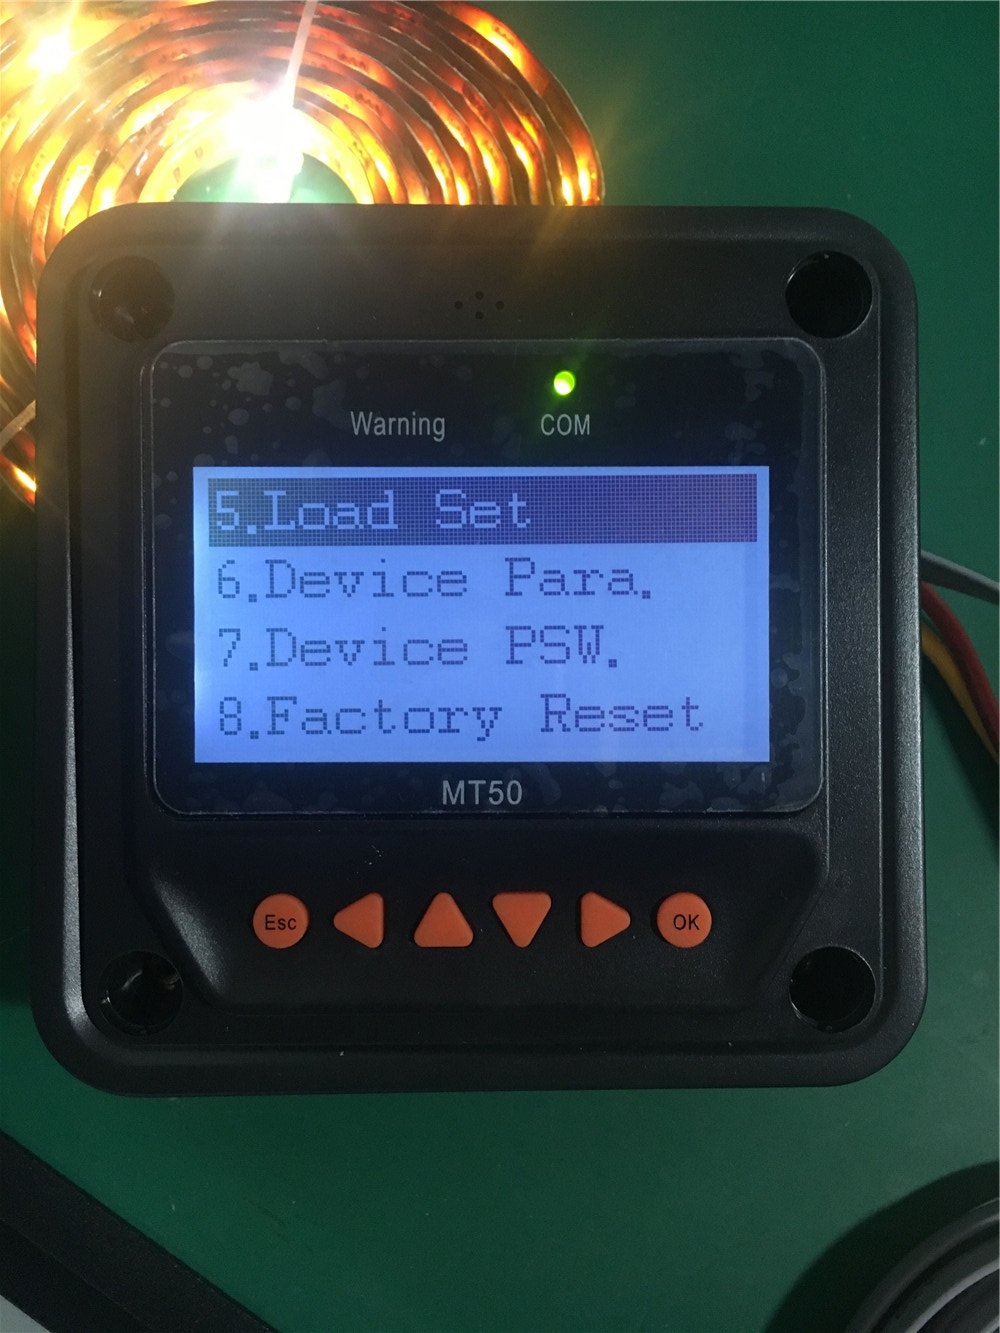 Warning COM
5.Load Set
6.Device Para.
7.Device PSW.
8.Factory Reset
MT50
Esc OK